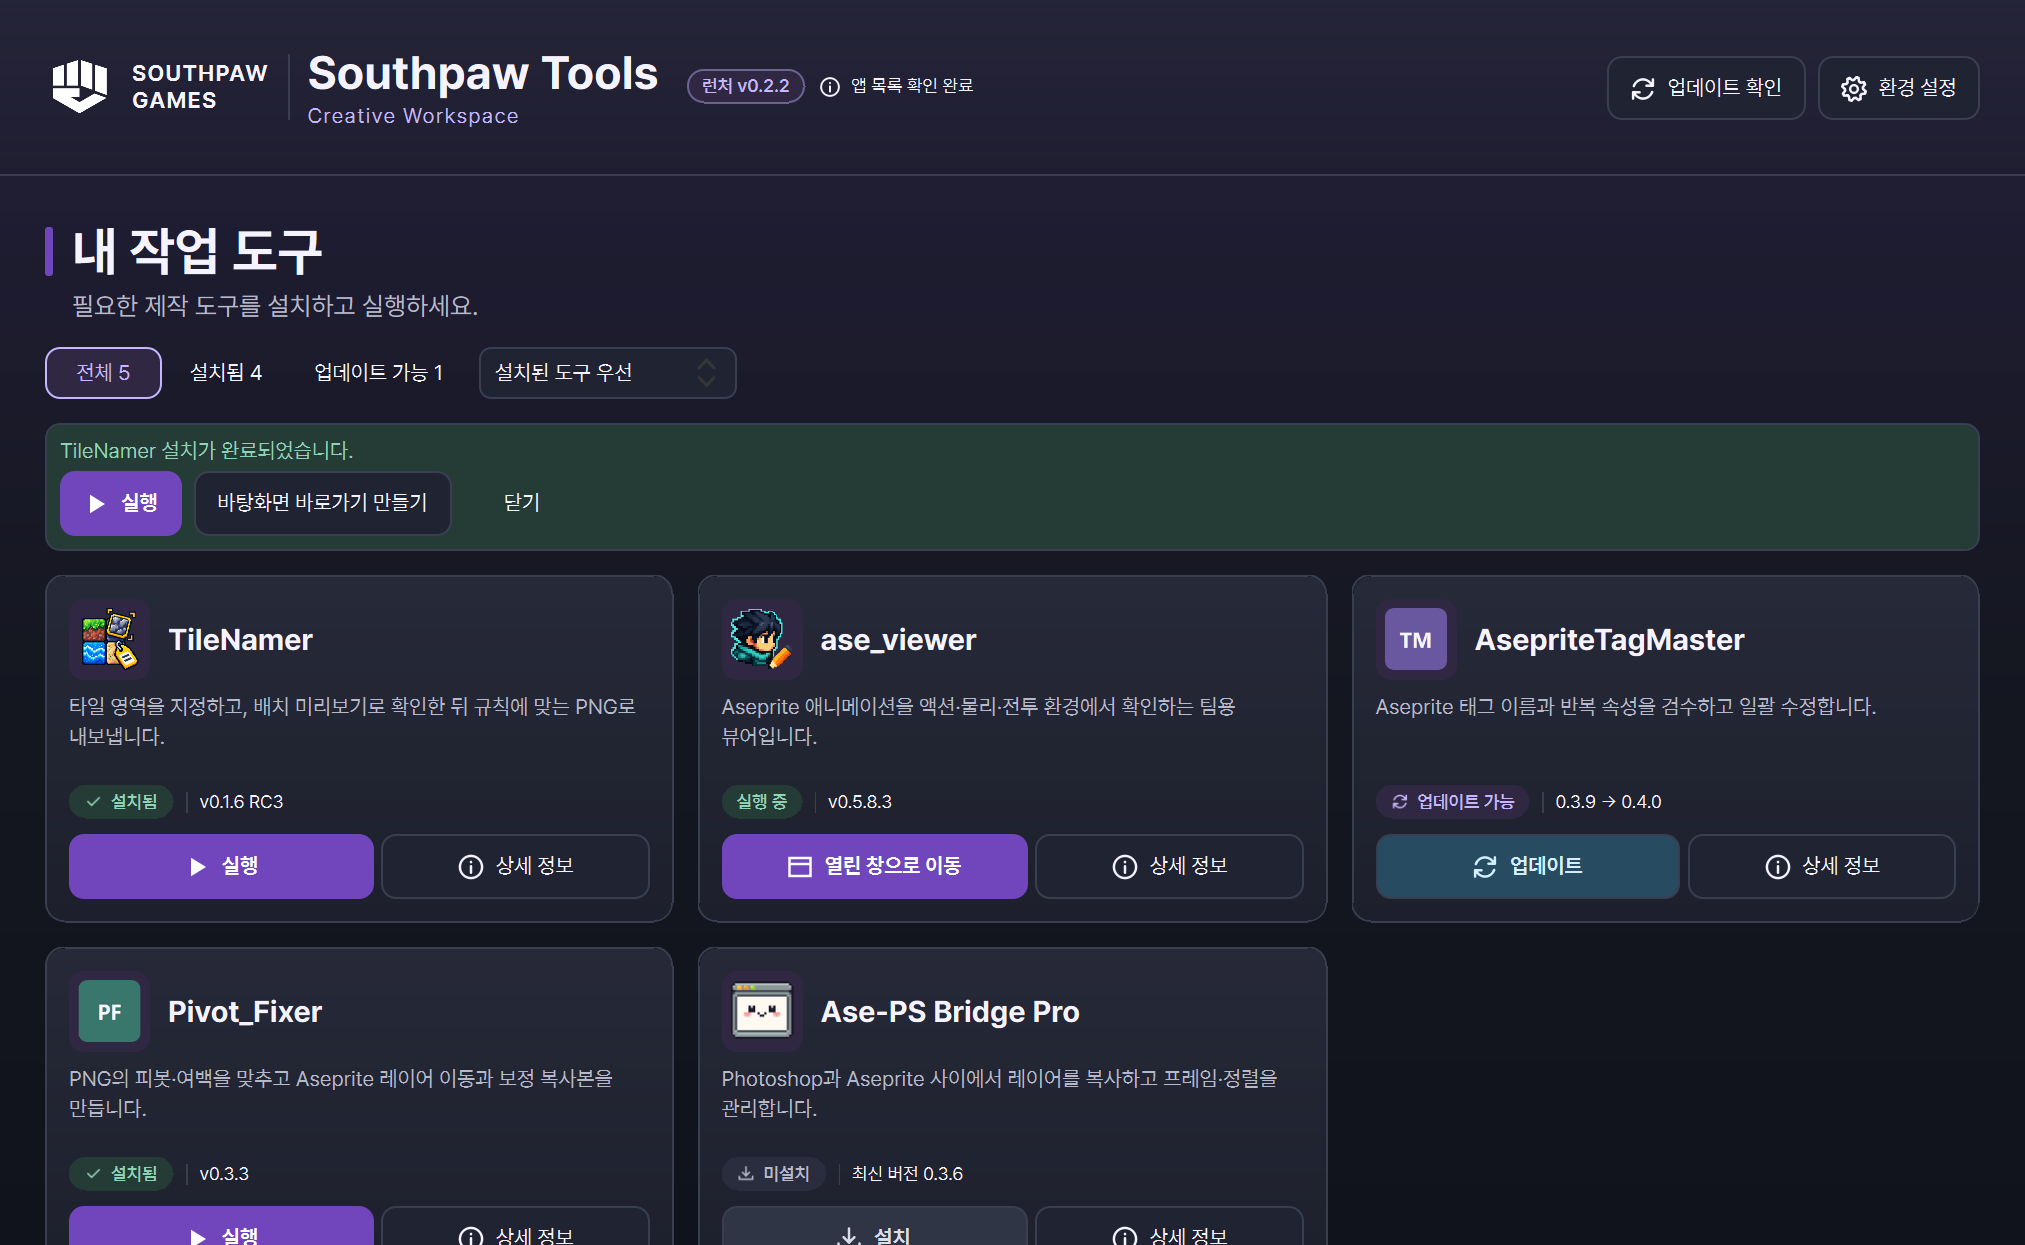 SOUTHPAW
GAMES
Southpaw Tools
Creative Workspace
런처 v0.2.2
앱 목록 확인 완료
업데이트 확인
환경 설정
내 작업 도구
필요한 제작 도구를 설치하고 실행하세요.
전체 5
설치됨 4
업데이트 가능 1
설치된 도구 우선
TileNamer 설치가 완료되었습니다.
실행
바탕화면 바로가기 만들기
닫기
TileNamer
타일 영역을 지정하고, 배치 미리보기로 확인한 뒤 규칙에 맞는 PNG로
내보냅니다.
설치됨
v0.1.6 RC3
실행
상세 정보
ase_viewer
Aseprite 애니메이션을 액션·물리·전투 환경에서 확인하는 팀용
뷰어입니다.
실행 중
v0.5.8.3
열린 창으로 이동
상세 정보
TM
AsepriteTagMaster
Aseprite 태그 이름과 반복 속성을 검수하고 일괄 수정합니다.
업데이트 가능
0.3.9 → 0.4.0
업데이트
상세 정보
PF
Pivot_Fixer
PNG의 피봇·여백을 맞추고 Aseprite 레이어 이동과 보정 복사본을
만듭니다.
설치됨
v0.3.3
실행
상세 정보
Ase-PS Bridge Pro
Photoshop과 Aseprite 사이에서 레이어를 복사하고 프레임·정렬을
관리합니다.
미설치
최신 버전 0.3.6
설치
상세 정보